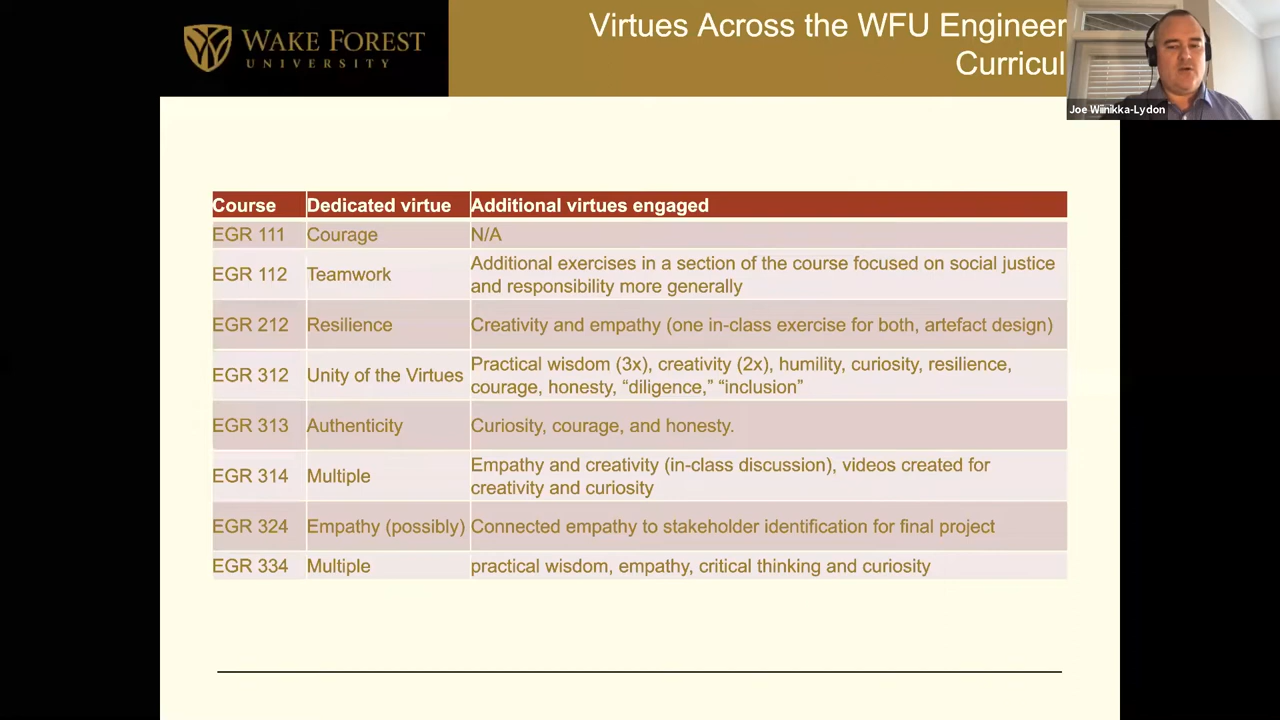 WAKE FOREST
UNIVERSITY
Virtues Across the WFU Engineer
Curricul
Joe Wiinikka-Lydon
Course Dedicated virtue Additional virtues engaged
EGR 111 Courage N/A
EGR 112 Teamwork Additional exercises in a section of the course focused on social justice
and responsibility more generally
EGR 212 Resilience Creativity and empathy (one in-class exercise for both, artefact design)
EGR 312 Unity of the Virtues Practical wisdom (3x), creativity (2x), humility, curiosity, resilience,
courage, honesty, “diligence,” “inclusion”
EGR 313 Authenticity Curiosity, courage, and honesty.
EGR 314 Multiple Empathy and creativity (in-class discussion), videos created for
creativity and curiosity
EGR 324 Empathy (possibly) Connected empathy to stakeholder identification for final project
EGR 334 Multiple practical wisdom, empathy, critical thinking and curiosity